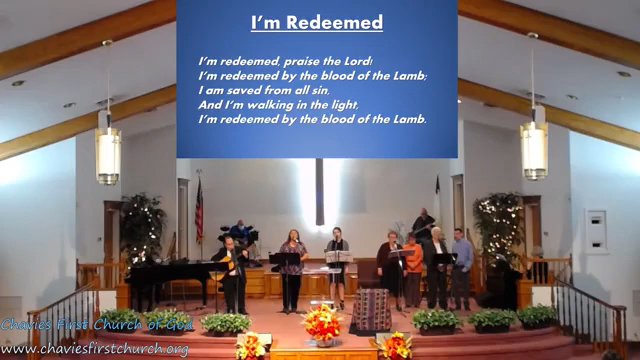 I'm Redeemed
I'm redeemed, praise the Lord!
I'm redeemed by the blood of the Lamb;
I am saved from all sin,
And I'm walking in the light,
I'm redeemed by the blood of the Lamb.
Chavies First Church of God
www.chaviesfirstchurch.org